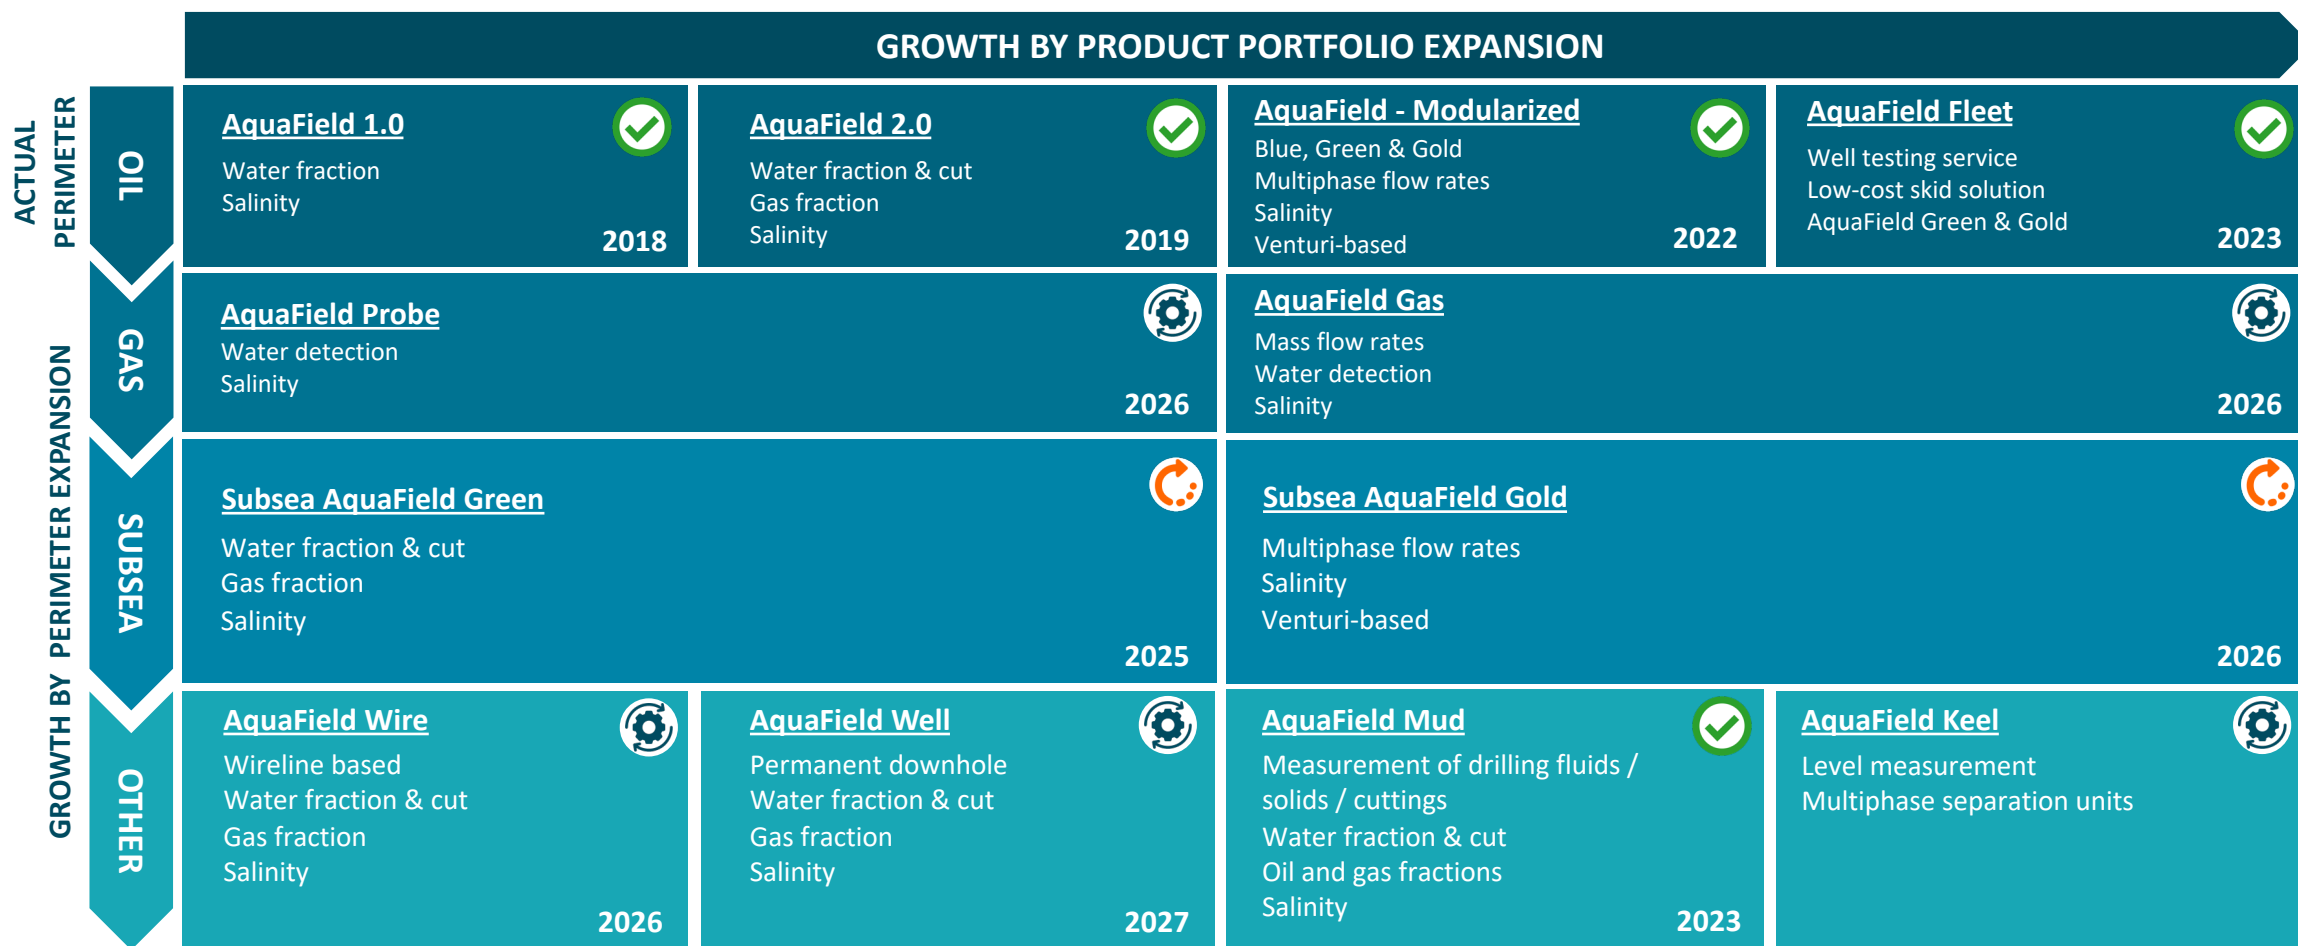 GROWTH BY PRODUCT PORTFOLIO EXPANSION
ACTUAL
PERIMETER
OIL
AquaField 1.0
Water fraction
Salinity
2018
AquaField 2.0
Water fraction & cut
Gas fraction
Salinity
2019
AquaField - Modularized
Blue, Green & Gold
Multiphase flow rates
Salinity
Venturi-based
2022
AquaField Fleet
Well testing service
Low-cost skid solution
AquaField Green & Gold
2023
GROWTH BY PERIMETER EXPANSION
GAS
AquaField Probe
Water detection
Salinity
2026
AquaField Gas
Mass flow rates
Water detection
Salinity
2026
SUBSEA
Subsea AquaField Green
Water fraction & cut
Gas fraction
Salinity
2025
Subsea AquaField Gold
Multiphase flow rates
Salinity
Venturi-based
2026
OTHER
AquaField Wire
Wireline based
Water fraction & cut
Gas fraction
Salinity
2026
AquaField Well
Permanent downhole
Water fraction & cut
Gas fraction
Salinity
2027
AquaField Mud
Measurement of drilling fluids /
solids / cuttings
Water fraction & cut
Oil and gas fractions
Salinity
2023
AquaField Keel
Level measurement
Multiphase separation units